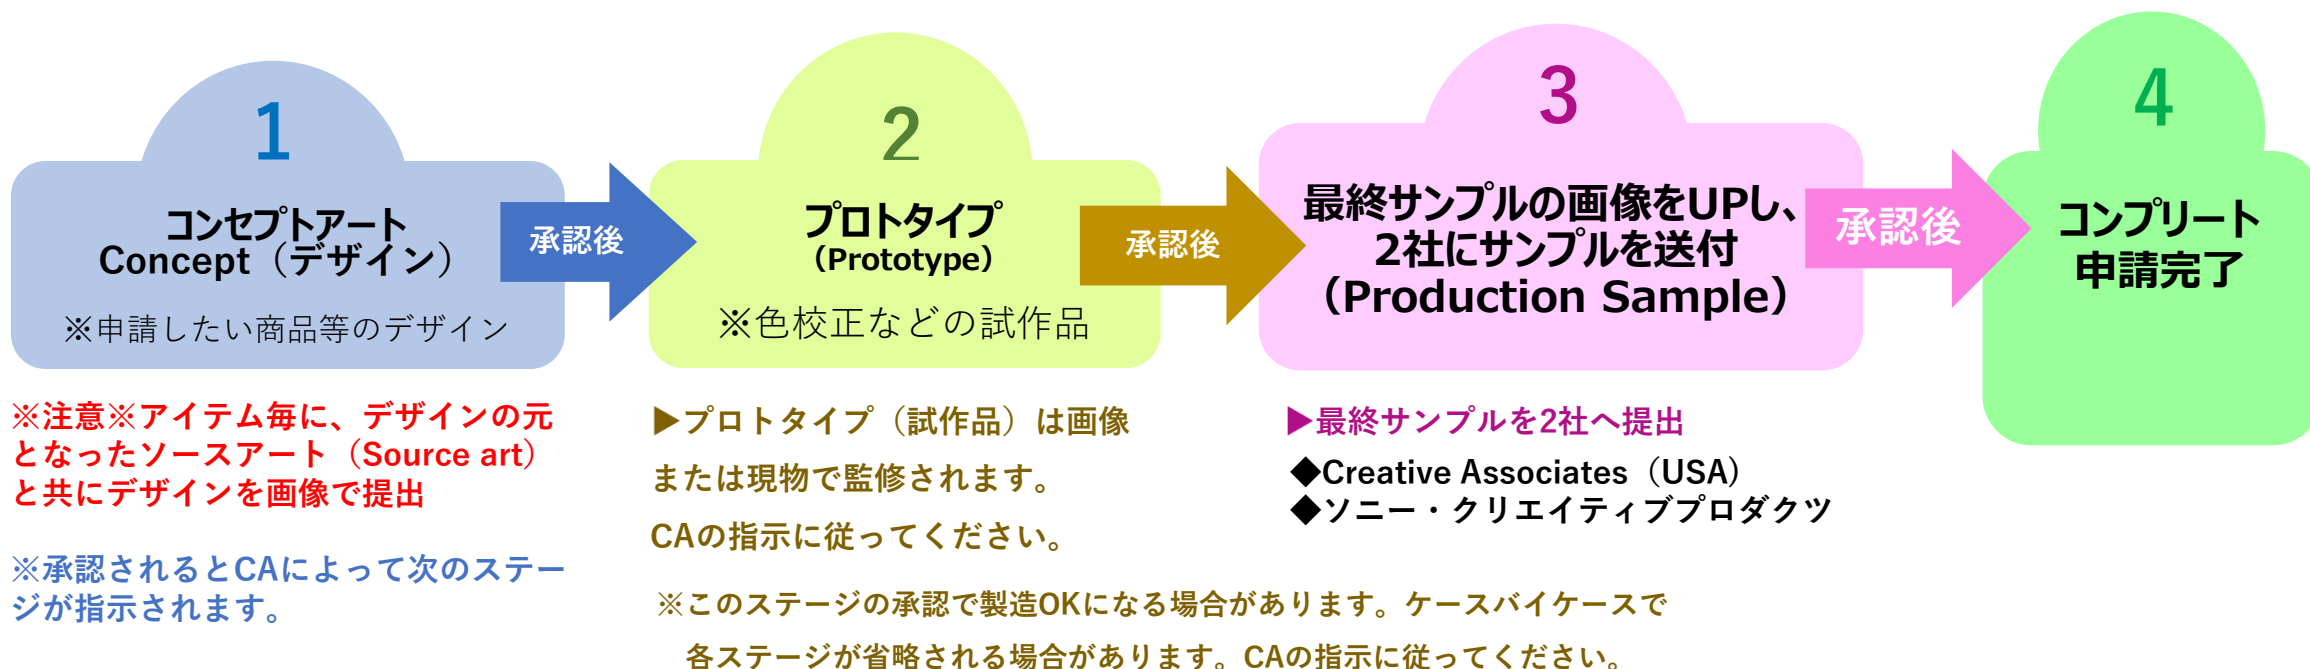 1
コンセプトアート
Concept（デザイン）
※申請したい商品等のデザイン
承認後
2
プロトタイプ
（Prototype）
※色校正などの試作品
承認後
3
最終サンプルの画像をUPし、
2社にサンプルを送付
（Production Sample）
承認後
4
コンプリート
申請完了
※注意※アイテム毎に、デザインの元
となったソースアート（Source art）
と共にデザインを画像で提出
※承認されるとCAによって次のステー
ジが指示されます。
▶プロトタイプ（試作品）は画像
または現物で監修されます。
CAの指示に従ってください。
※このステージの承認で製造OKになる場合があります。ケースバイケースで
各ステージが省略される場合があります。CAの指示に従ってください。
▶最終サンプルを2社へ提出
◆Creative Associates（USA）
◆ソニー・クリエイティブプロダクツ